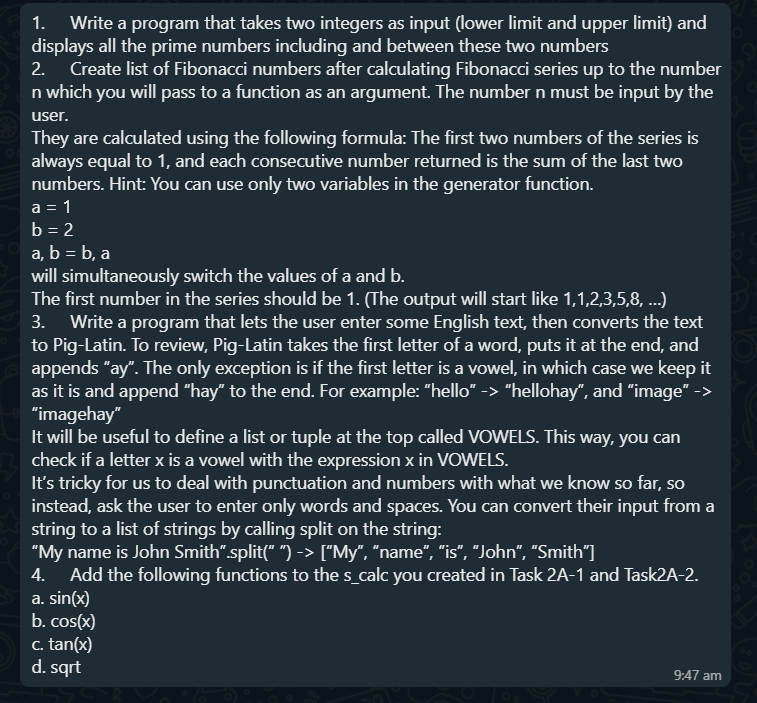 1. Write a program that takes two integers as input (lower limit and upper limit) and
displays all the prime numbers including and between these two numbers
2. Create list of Fibonacci numbers after calculating Fibonacci series up to the number
n which you will pass to a function as an argument. The number n must be input by the
user.
They are calculated using the following formula: The first two numbers of the series is
always equal to 1, and each consecutive number returned is the sum of the last two
numbers. Hint: You can use only two variables in the generator function.
a = 1
b = 2
a, b = b, a
will simultaneously switch the values of a and b.
The first number in the series should be 1. (The output will start like 1,1,2,3,5,8, ...)
3. Write a program that lets the user enter some English text, then converts the text
to Pig-Latin. To review, Pig-Latin takes the first letter of a word, puts it at the end, and
appends “ay”. The only exception is if the first letter is a vowel, in which case we keep it
as it is and append “hay” to the end. For example: “hello” -> “hellohay”, and “image” ->
“imagehay”
It will be useful to define a list or tuple at the top called VOWELS. This way, you can
check if a letter x is a vowel with the expression x in VOWELS.
It’s tricky for us to deal with punctuation and numbers with what we know so far, so
instead, ask the user to enter only words and spaces. You can convert their input from a
string to a list of strings by calling split on the string:
“My name is John Smith”.split(“ ”) -> [“My”, “name”, “is”, “John”, “Smith”]
4. Add the following functions to the s_calc you created in Task 2A-1 and Task2A-2.
a. sin(x)
b. cos(x)
c. tan(x)
d. sqrt
9:47 am